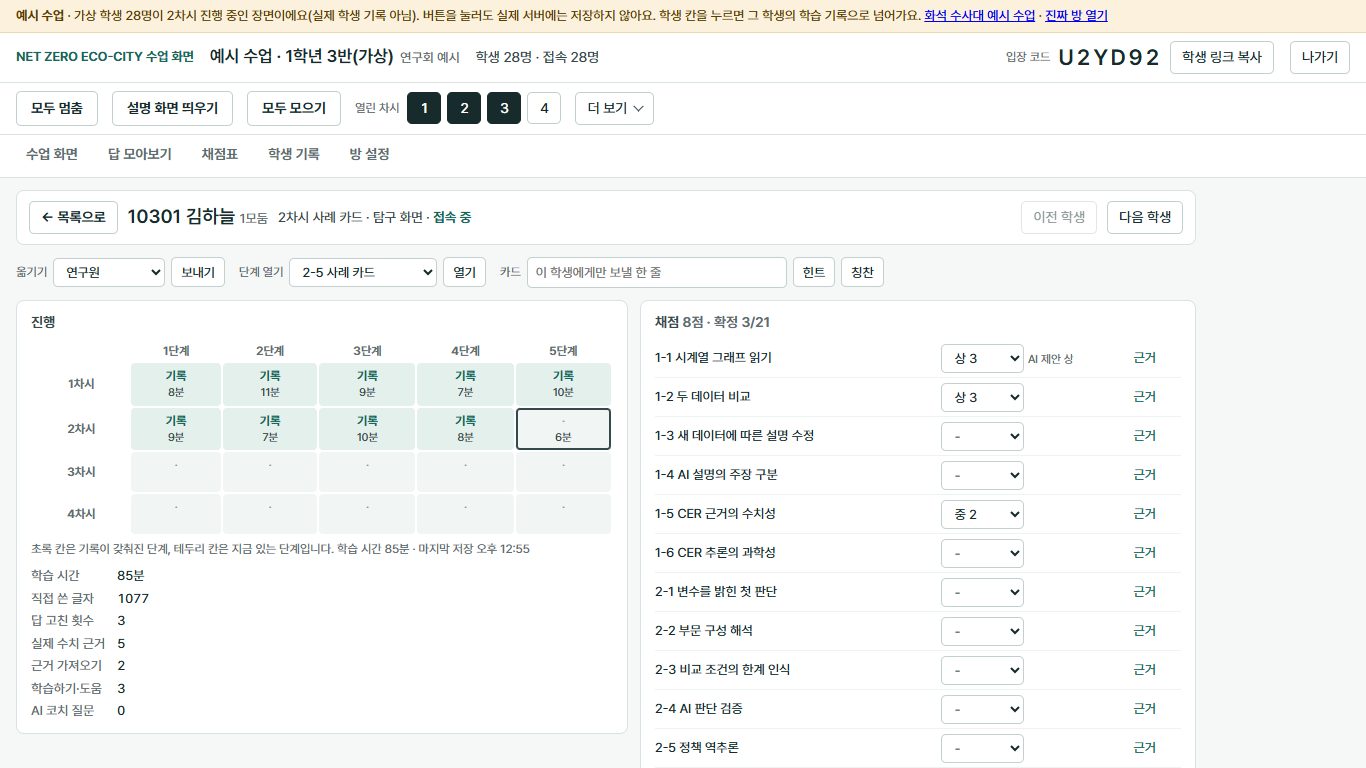 예시 수업 · 가상 학생 28명이 2차시 진행 중인 장면이에요(실제 학생 기록 아님). 버튼을 눌러도 실제 서버에는 저장하지 않아요. 학생 칸을 누르면 그 학생의 학습 기록으로 넘어가요. 화석 수사대 예시 수업 · 진짜 방 열기
NET ZERO ECO-CITY 수업 화면 예시 수업 · 1학년 3반(가상) 연구회 예시 학생 28명 · 접속 28명 입장 코드 U2YD92 학생 링크 복사 나가기
모두 멈춤 설명 화면 띄우기 모두 모으기 열린 차시 1 2 3 4 더 보기
수업 화면 답 모아보기 채점표 학생 기록 방 설정
← 목록으로 10301 김하늘 1모둠 2차시 사례 카드 · 탐구 화면 · 접속 중 이전 학생 다음 학생
옮기기 연구원 보내기 단계 열기 2-5 사례 카드 열기 카드 이 학생에게만 보낼 한 줄 힌트 칭찬
진행
1단계 2단계 3단계 4단계 5단계
1차시 기록 기록 기록 기록 기록
8분 11분 9분 7분 10분
2차시 기록 기록 기록 기록 -
9분 7분 10분 8분 6분
3차시 · · · · ·
4차시 · · · · ·
초록 칸은 기록이 갖춰진 단계, 테두리 칸은 지금 있는 단계입니다. 학습 시간 85분 · 마지막 저장 오후 12:55
학습 시간 85분
직접 쓴 글자 1077
답 고친 횟수 3
실제 수치 근거 5
근거 가져오기 2
학습하기·도움 3
AI 코치 질문 0
채점 8점 · 확정 3/21
1-1 시계열 그래프 읽기 상 3 AI 제안 상 근거
1-2 두 데이터 비교 상 3 근거
1-3 새 데이터에 따른 설명 수정 - 근거
1-4 AI 설명의 주장 구분 - 근거
1-5 CER 근거의 수치성 중 2 근거
1-6 CER 추론의 과학성 - 근거
2-1 변수를 밝힌 첫 판단 - 근거
2-2 부문 구성 해석 - 근거
2-3 비교 조건의 한계 인식 - 근거
2-4 AI 판단 검증 - 근거
2-5 정책 역추론 - 근거